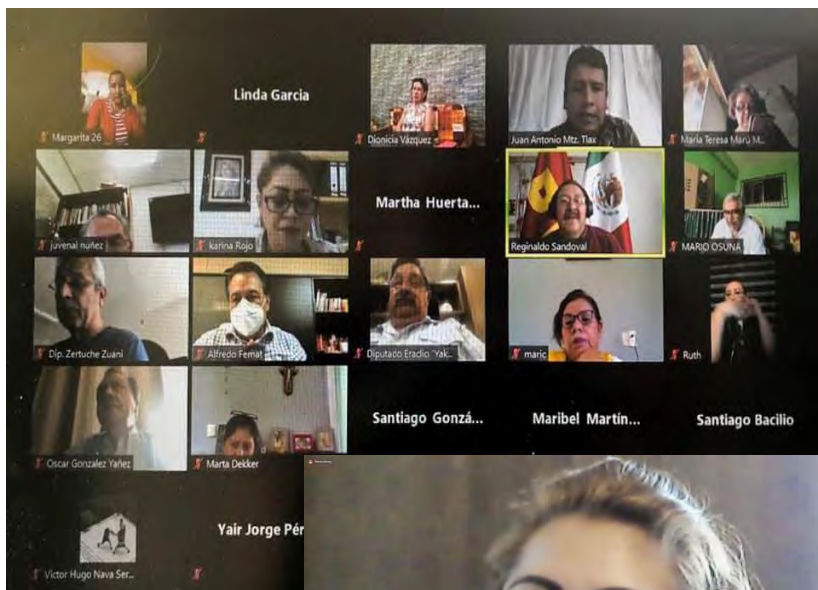 Margarita 26
Linda Garcia
Dionicia Vázquez
Juan Antonio Mtz. Tlax
Maria Teresa Marú M...
juvenal nuñez
karina Rojo
Martha Huerta...
Reginaldo Sandoval
MARIO OSUNA
Dip. Zertuche Zuani
Alfredo Femat
Diputado Eradio "Yak...
maric
Ruth
Oscar Gonzalez Yañez
Marta Dekker
Santiago Gonzá...
Maribel Martín...
Santiago Bacilio
Victor Hugo Nava Ser...
Yair Jorge Pér